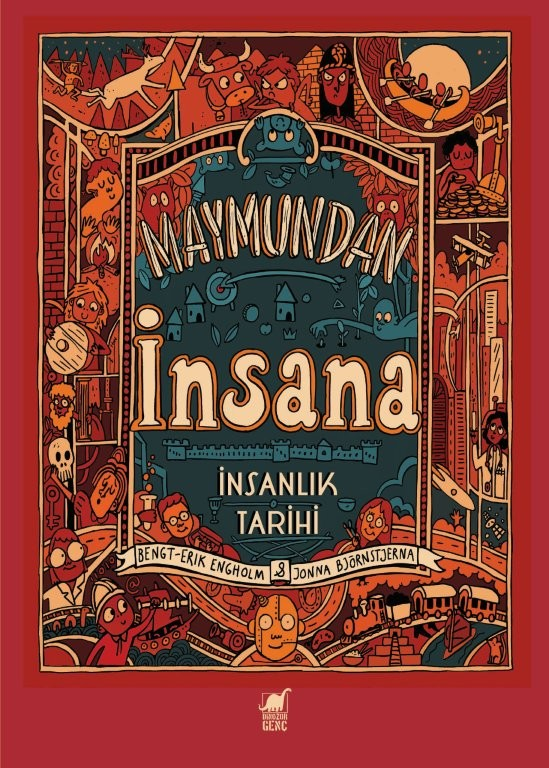 MAYMUNDAN
İnsana
İNSANLIK
TARİHİ
BENGT-ERIK ENGHOLM & JONNA BJÖRNSTJERNA
DİNOZOR
GENÇ